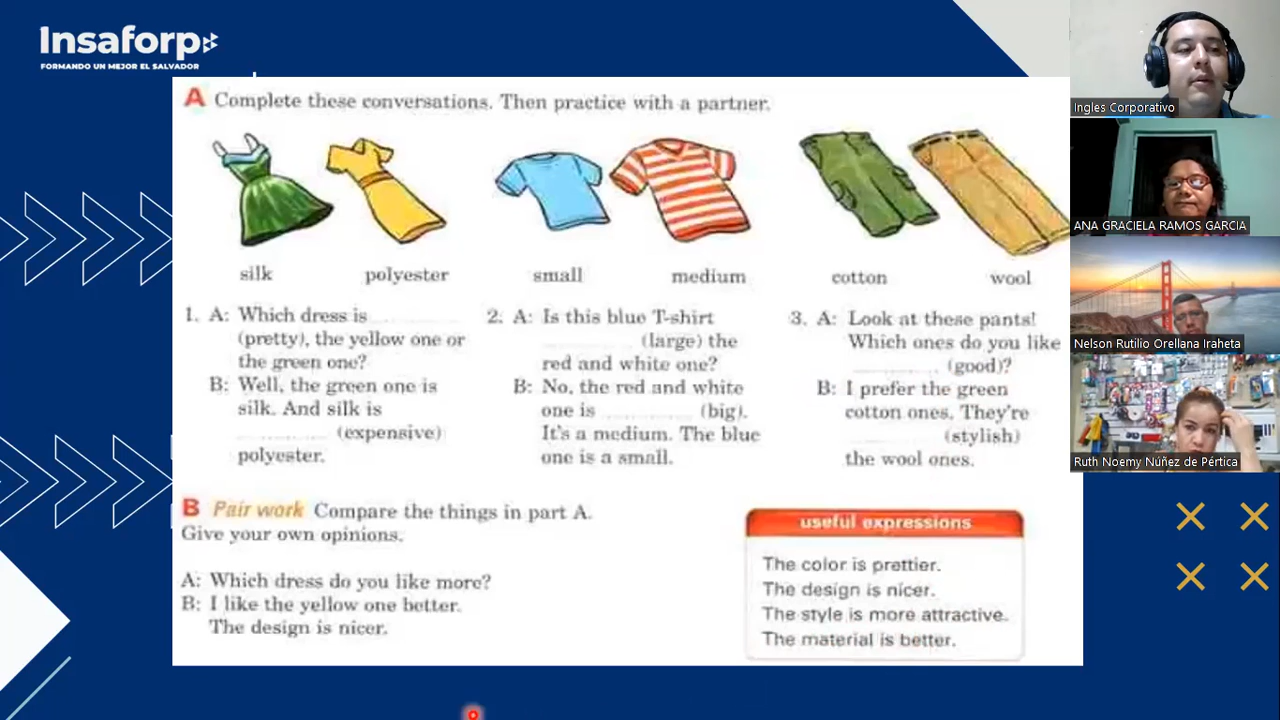 Insaforp
FORMANDO UN MEJOR EL SALVADOR
A Complete these conversations. Then practice with a partner.
silk polyester small medium cotton wool
1. A: Which dress is
(pretty), the yellow one or
the green one?
B: Well, the green one is
silk. And silk is
(expensive)
polyester.
2. A: Is this blue T-shirt
(large) the
red and white one?
B: No, the red and white
one is (big).
It's a medium. The blue
one is a small.
3. A: Look at these pants!
Which ones do you like
(good)?
B: I prefer the green
cotton ones. They're
(stylish)
the wool ones.
B Pair work Compare the things in part A.
Give your own opinions.
A: Which dress do you like more?
B: I like the yellow one better.
The design is nicer.
useful expressions
The color is prettier.
The design is nicer.
The style is more attractive.
The material is better.
Ingles Corporativo
ANA GRACIELA RAMOS GARCIA
Nelson Rutilio Orellana Iraheta
Ruth Noemy Núñez de Pértica